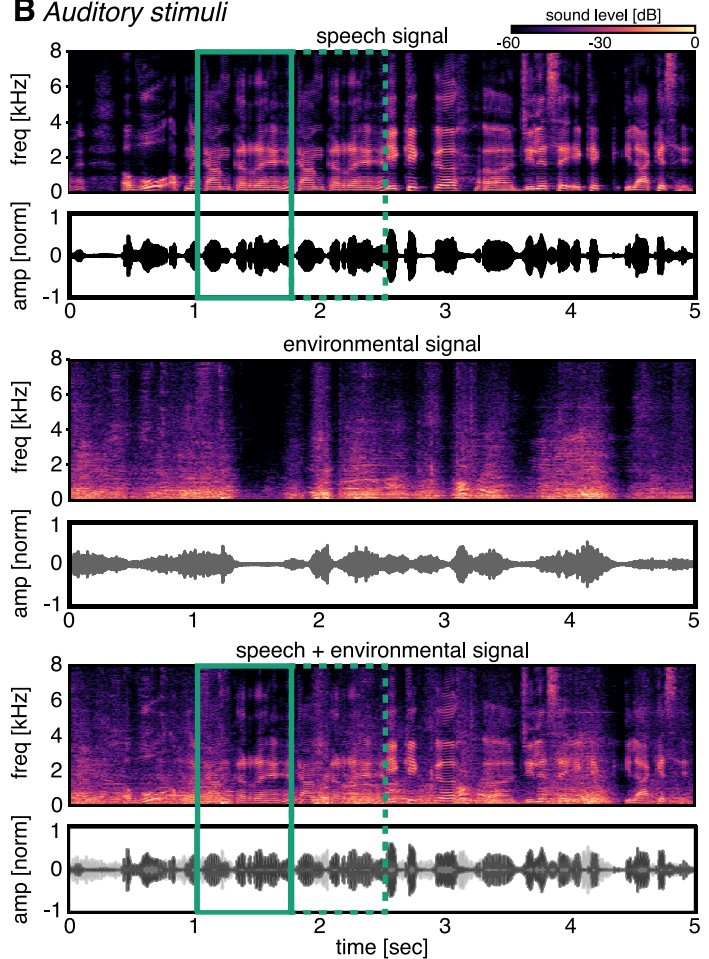 B Auditory stimuli
sound level [dB]
-60 -30 0
speech signal
freq [kHz]
8
6
4
2
0
amp [norm]
1
0
-1
0 1 2 3 4 5
environmental signal
freq [kHz]
8
6
4
2
0
amp [norm]
1
0
-1
0 1 2 3 4 5
speech + environmental signal
freq [kHz]
8
6
4
2
0
amp [norm]
1
0
-1
0 1 2 3 4 5
time [sec]